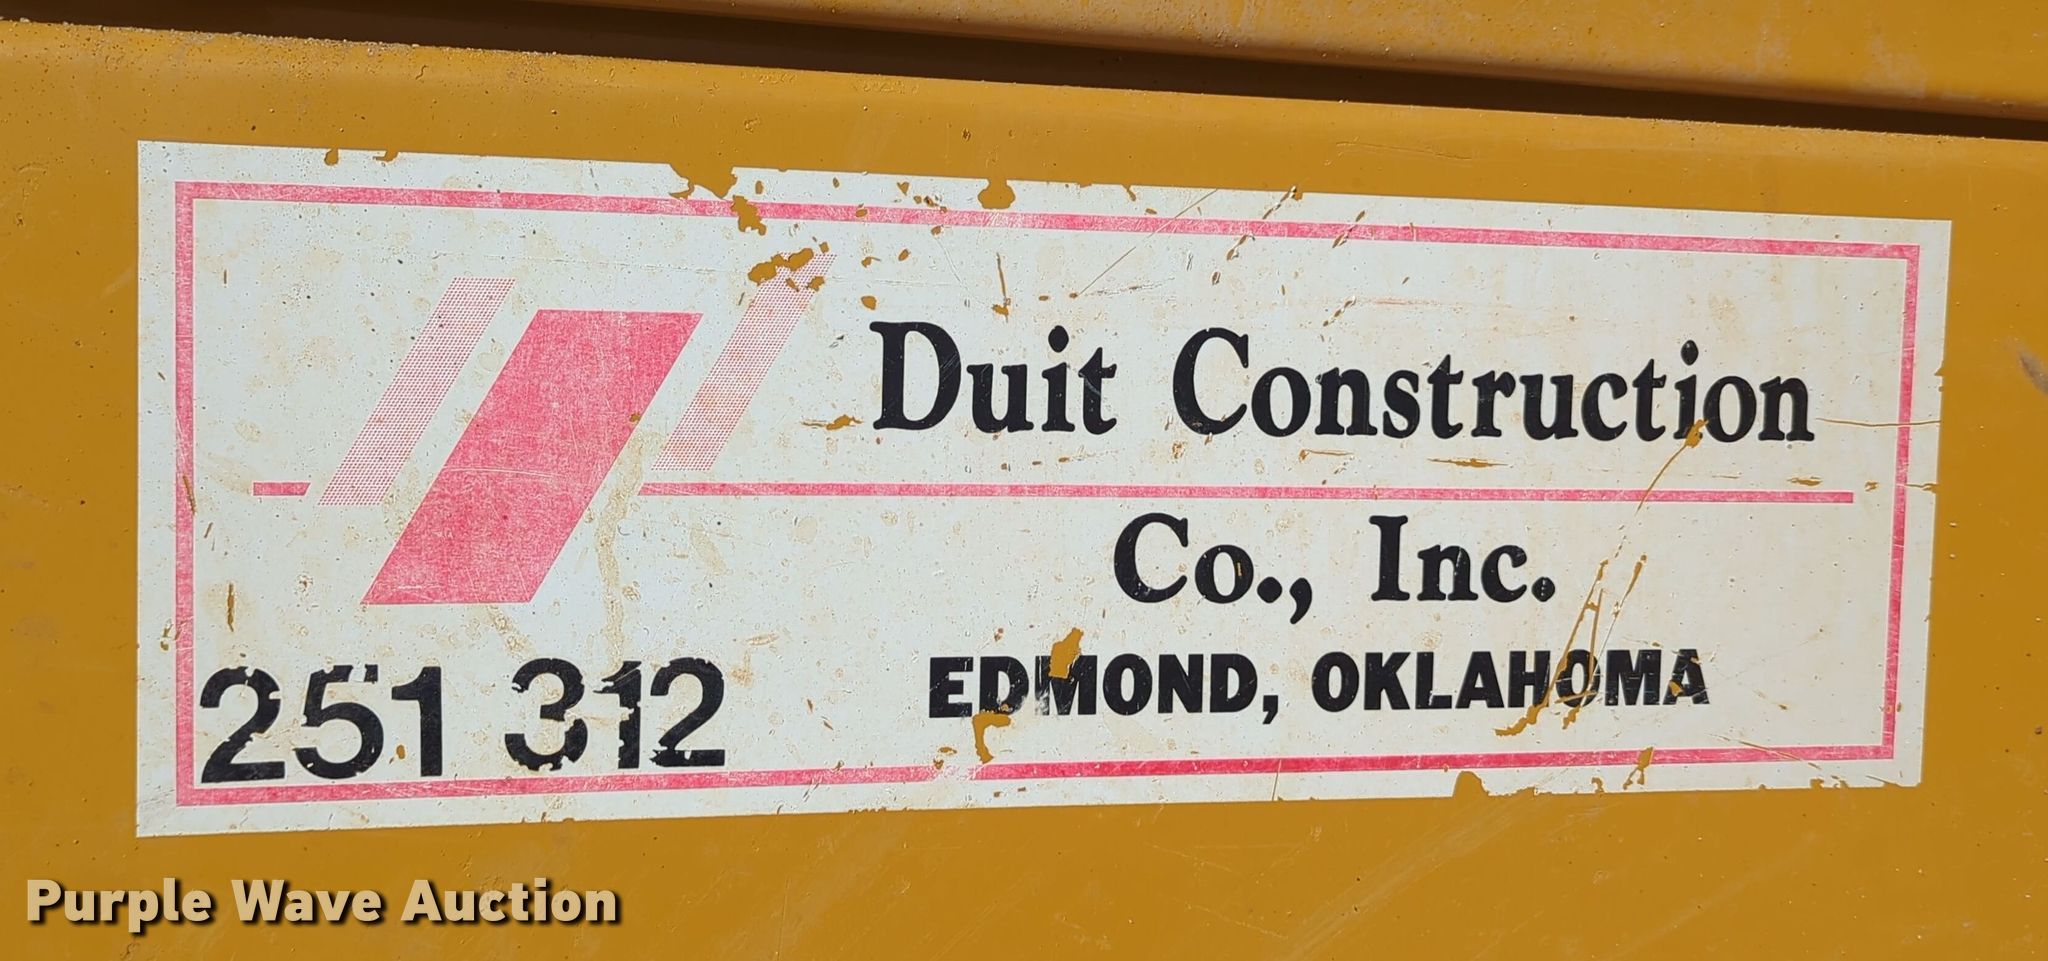 Duit Construction
Co., Inc.
EDMOND, OKLAHOMA
251 312
Purple Wave Auction